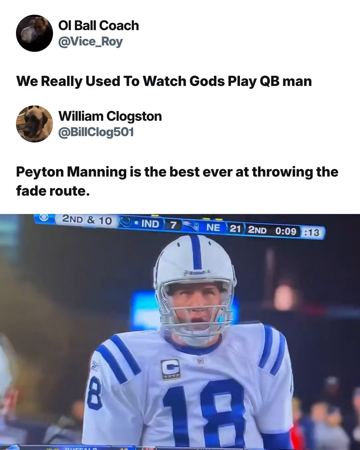 Ol Ball Coach
@Vice_Roy
We Really Used To Watch Gods Play QB man
William Clogston
@BillClog501
Peyton Manning is the best ever at throwing the
fade route.
2ND & 10 IND 7 NE 21 2ND 0:09 :13
C
8
18